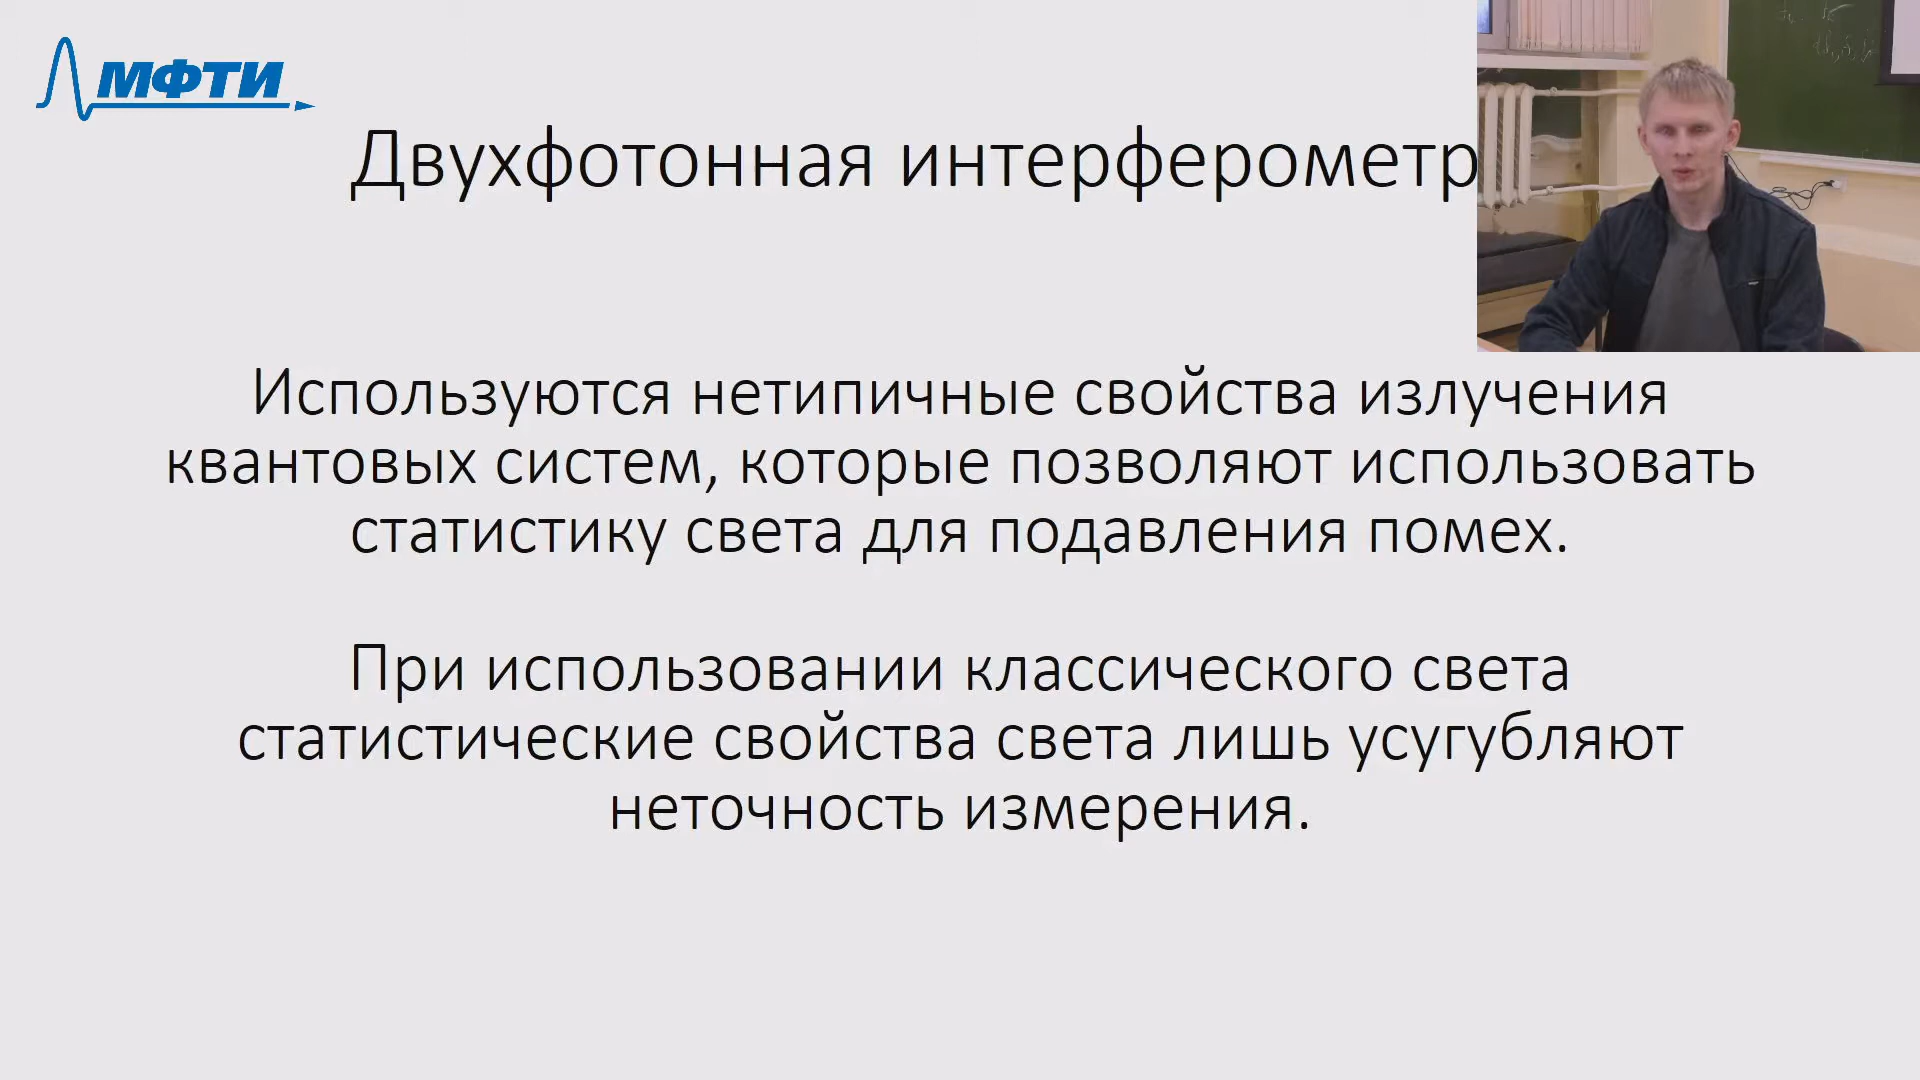 МФТИ
Двухфотонная интерферометр
Используются нетипичные свойства излучения
квантовых систем, которые позволяют использовать
статистику света для подавления помех.
При использовании классического света
статистические свойства света лишь усугубляют
неточность измерения.